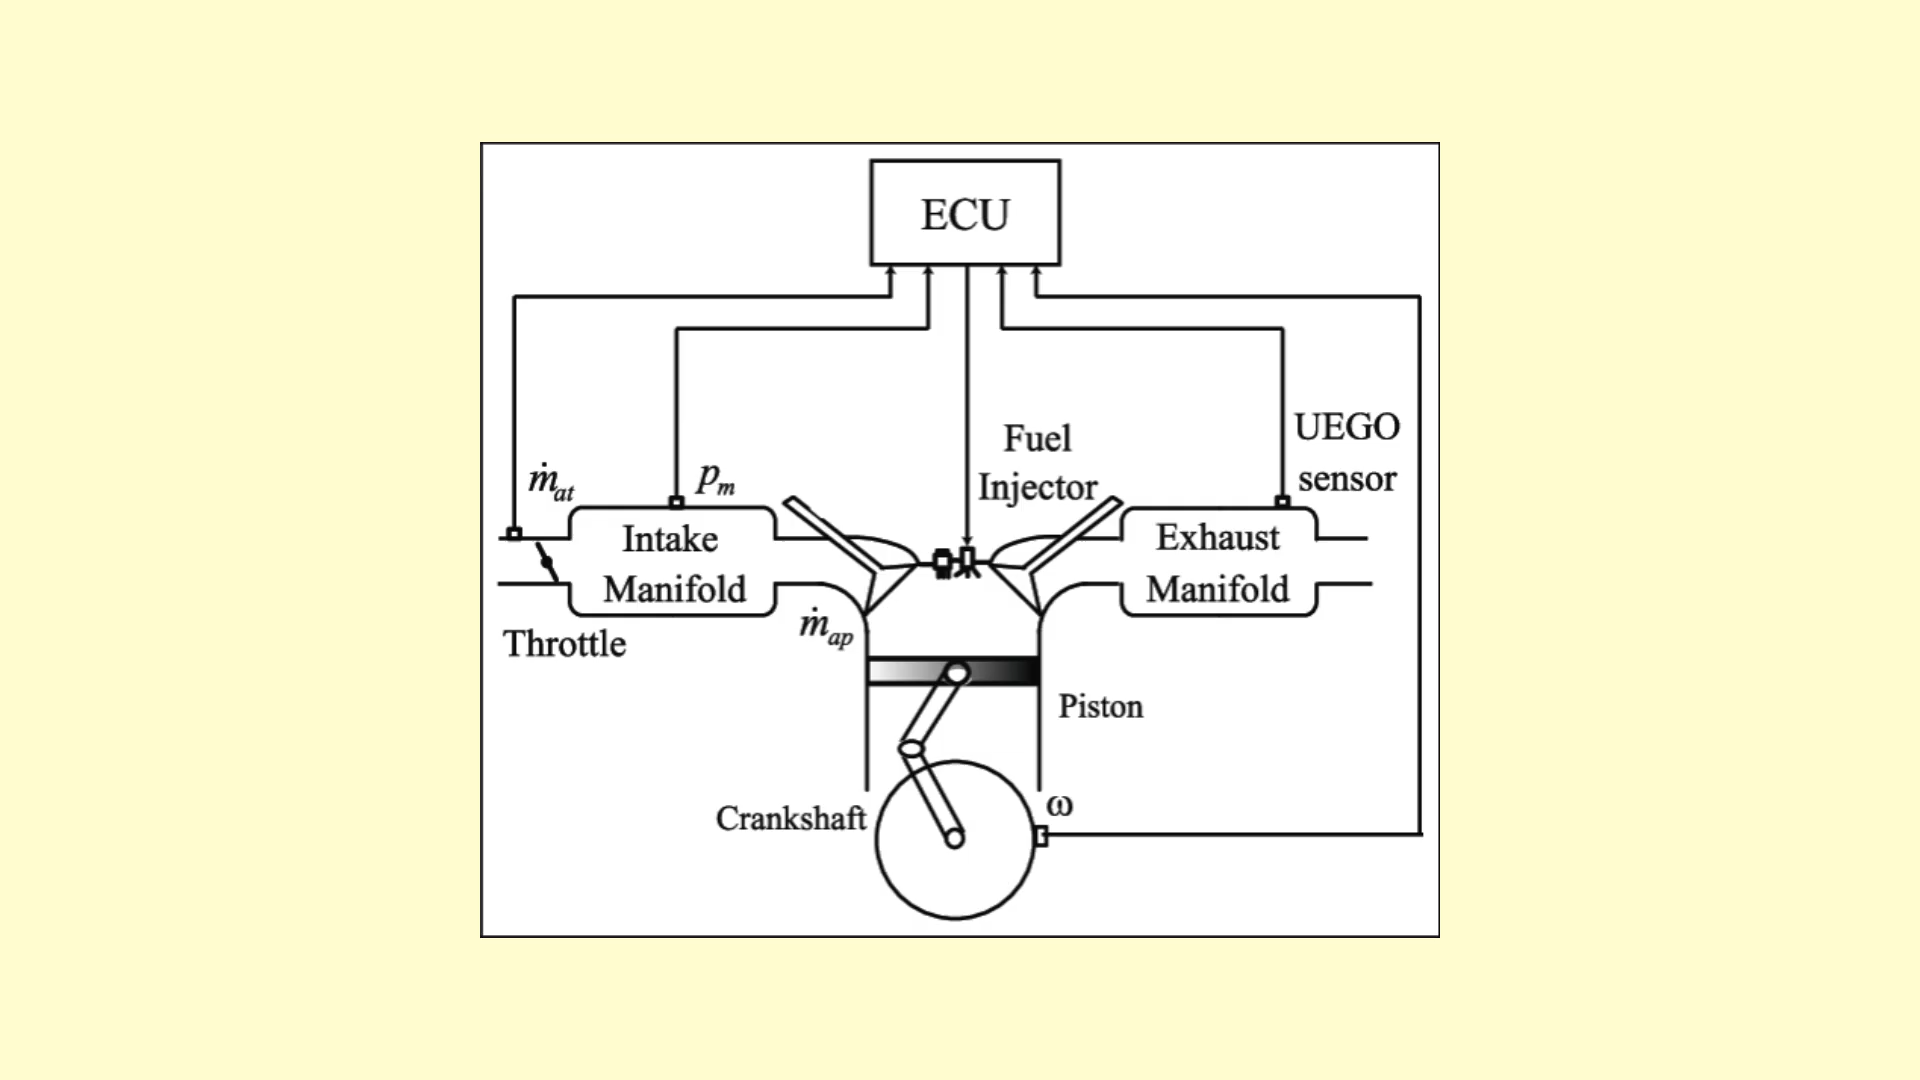 ECU
Fuel
Injector
UEGO
sensor
ṁat
pm
Intake
Manifold
Exhaust
Manifold
Throttle
ṁap
Piston
Crankshaft
ω